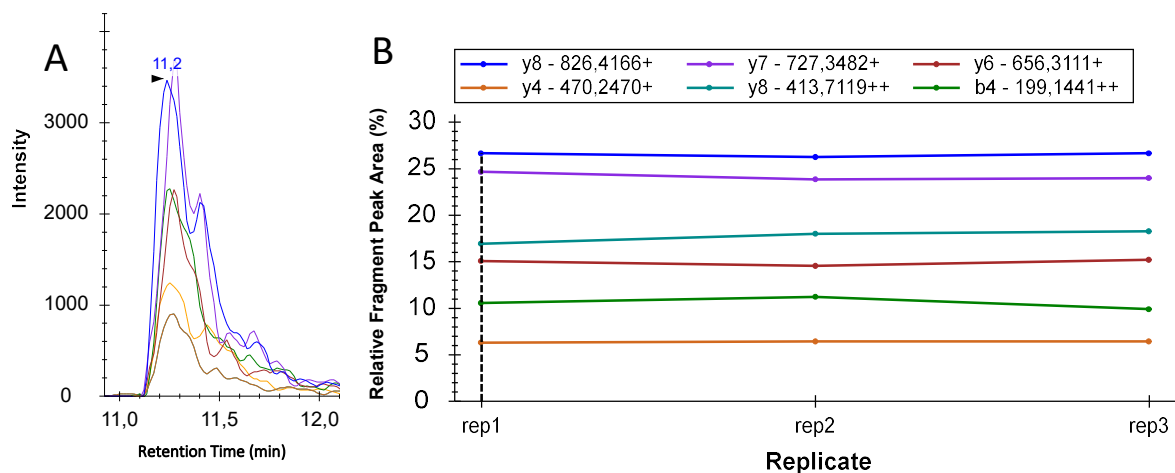 A
11,2
Intensity
3000
2000
1000
0
11,0 11,5 12,0
Retention Time (min)
B
y8 - 826,4166+ y7 - 727,3482+ y6 - 656,3111+
y4 - 470,2470+ y8 - 413,7119++ b4 - 199,1441++
Relative Fragment Peak Area (%)
30
25
20
15
10
5
0
rep1 rep2 rep3
Replicate